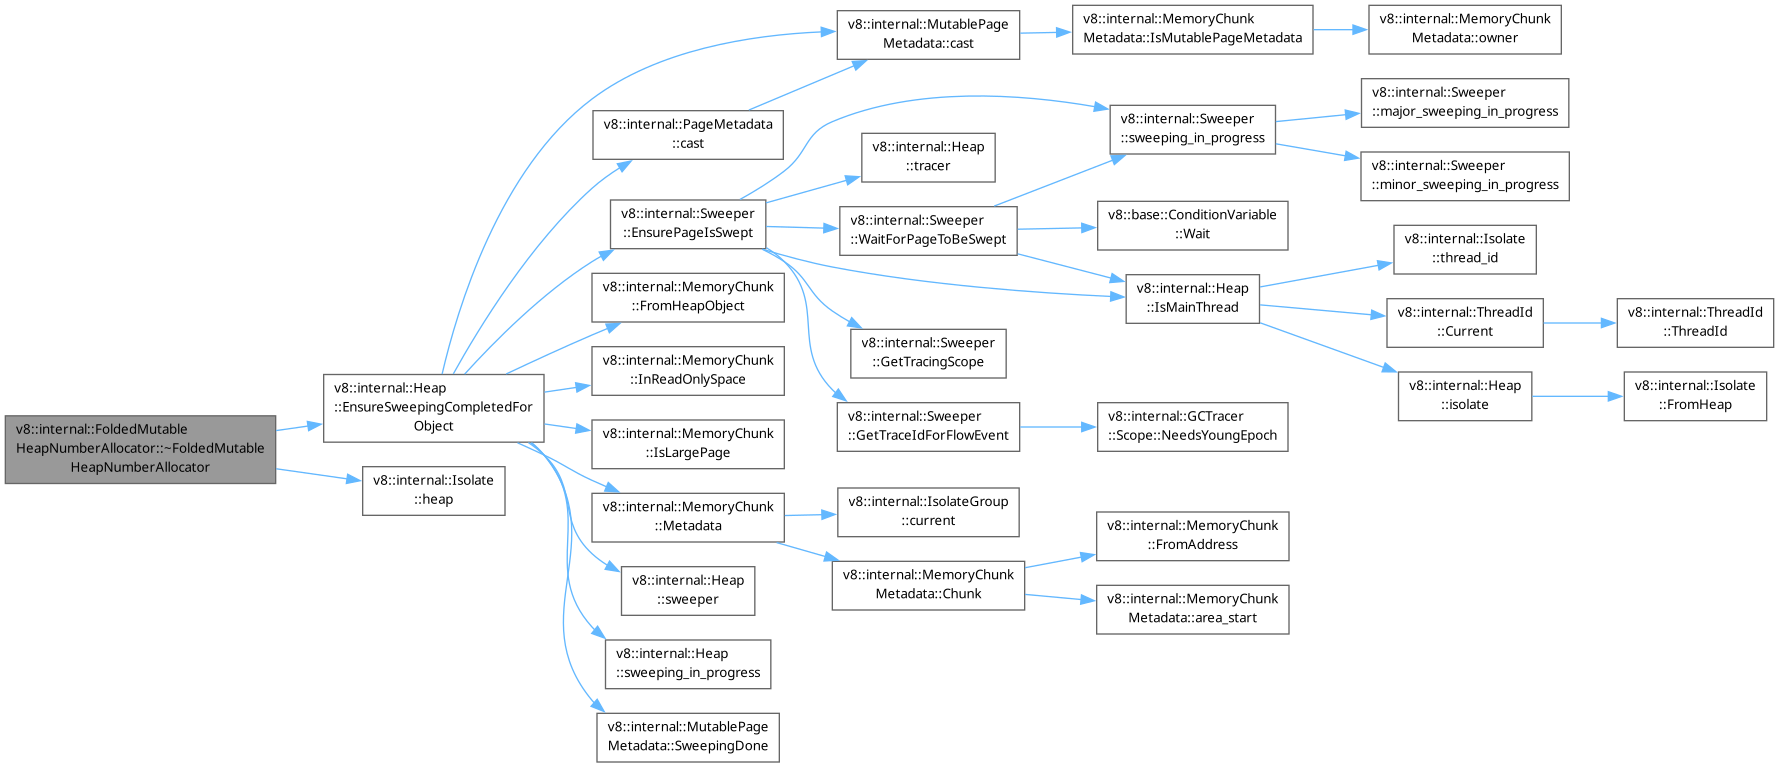 v8::internal::FoldedMutable
HeapNumberAllocator::~FoldedMutable
HeapNumberAllocator
v8::internal::Heap
::EnsureSweepingCompletedFor
Object
v8::internal::Isolate
::heap
v8::internal::PageMetadata
::cast
v8::internal::Sweeper
::EnsurePageIsSwept
v8::internal::MemoryChunk
::FromHeapObject
v8::internal::MemoryChunk
::InReadOnlySpace
v8::internal::MemoryChunk
::IsLargePage
v8::internal::MemoryChunk
::Metadata
v8::internal::Heap
::sweeper
v8::internal::Heap
::sweeping_in_progress
v8::internal::MutablePage
Metadata::SweepingDone
v8::internal::MutablePage
Metadata::cast
v8::internal::Heap
::tracer
v8::internal::Sweeper
::WaitForPageToBeSwept
v8::internal::Sweeper
::GetTracingScope
v8::internal::Sweeper
::GetTraceIdForFlowEvent
v8::internal::IsolateGroup
::current
v8::internal::MemoryChunk
Metadata::Chunk
v8::internal::MemoryChunk
Metadata::IsMutablePageMetadata
v8::internal::Sweeper
::sweeping_in_progress
v8::base::ConditionVariable
::Wait
v8::internal::Heap
::IsMainThread
v8::internal::GCTracer
::Scope::NeedsYoungEpoch
v8::internal::MemoryChunk
::FromAddress
v8::internal::MemoryChunk
Metadata::area_start
v8::internal::MemoryChunk
Metadata::owner
v8::internal::Sweeper
::major_sweeping_in_progress
v8::internal::Sweeper
::minor_sweeping_in_progress
v8::internal::Isolate
::thread_id
v8::internal::ThreadId
::Current
v8::internal::Heap
::isolate
v8::internal::ThreadId
::ThreadId
v8::internal::Isolate
::FromHeap